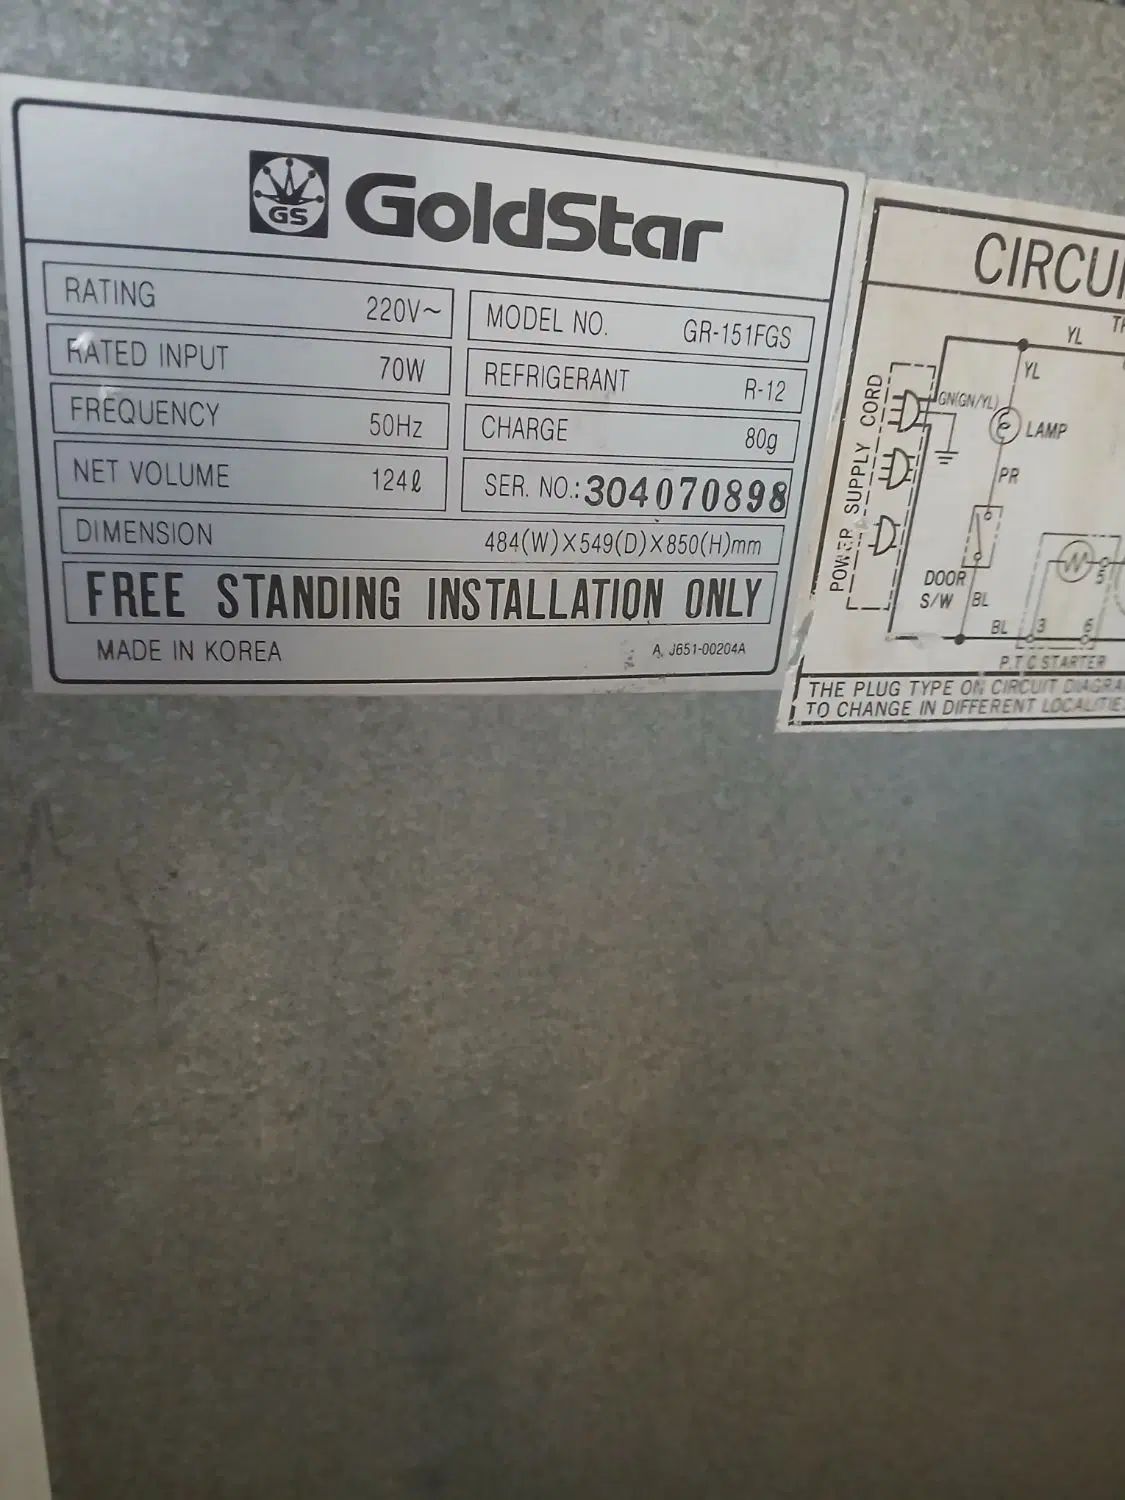 GS GoldStar
RATING 220V~
RATED INPUT 70W
FREQUENCY 50Hz
NET VOLUME 124ℓ
MODEL NO. GR-151FGS
REFRIGERANT R-12
CHARGE 80g
SER. NO.: 304070898
DIMENSION 484(W)X549(D)X850(H)mm
FREE STANDING INSTALLATION ONLY
MADE IN KOREA A, J651-00204A
YL
YL
GN(GN/YL)
LAMP
PR
POWER SUPPLY CORD
DOOR
S/W
BL
BL 3 6
5
P.T.C STARTER
THE PLUG TYPE ON CIRCUIT
TO CHANGE IN DIFFERENT